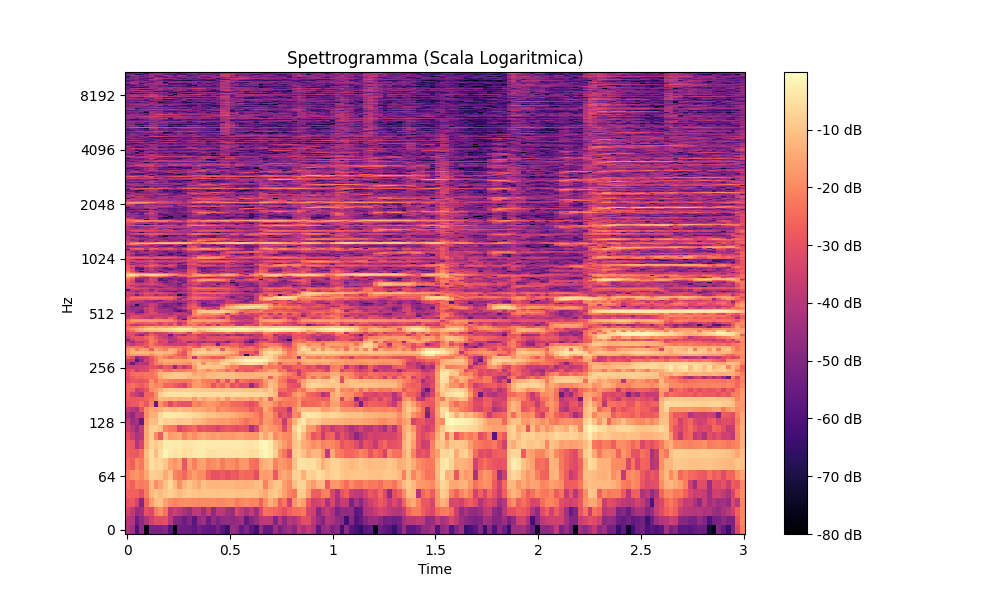 Spettrogramma (Scala Logaritmica)
Hz
8192
4096
2048
1024
512
256
128
64
0
0
0.5
1
1.5
2
2.5
3
Time
-10 dB
-20 dB
-30 dB
-40 dB
-50 dB
-60 dB
-70 dB
-80 dB